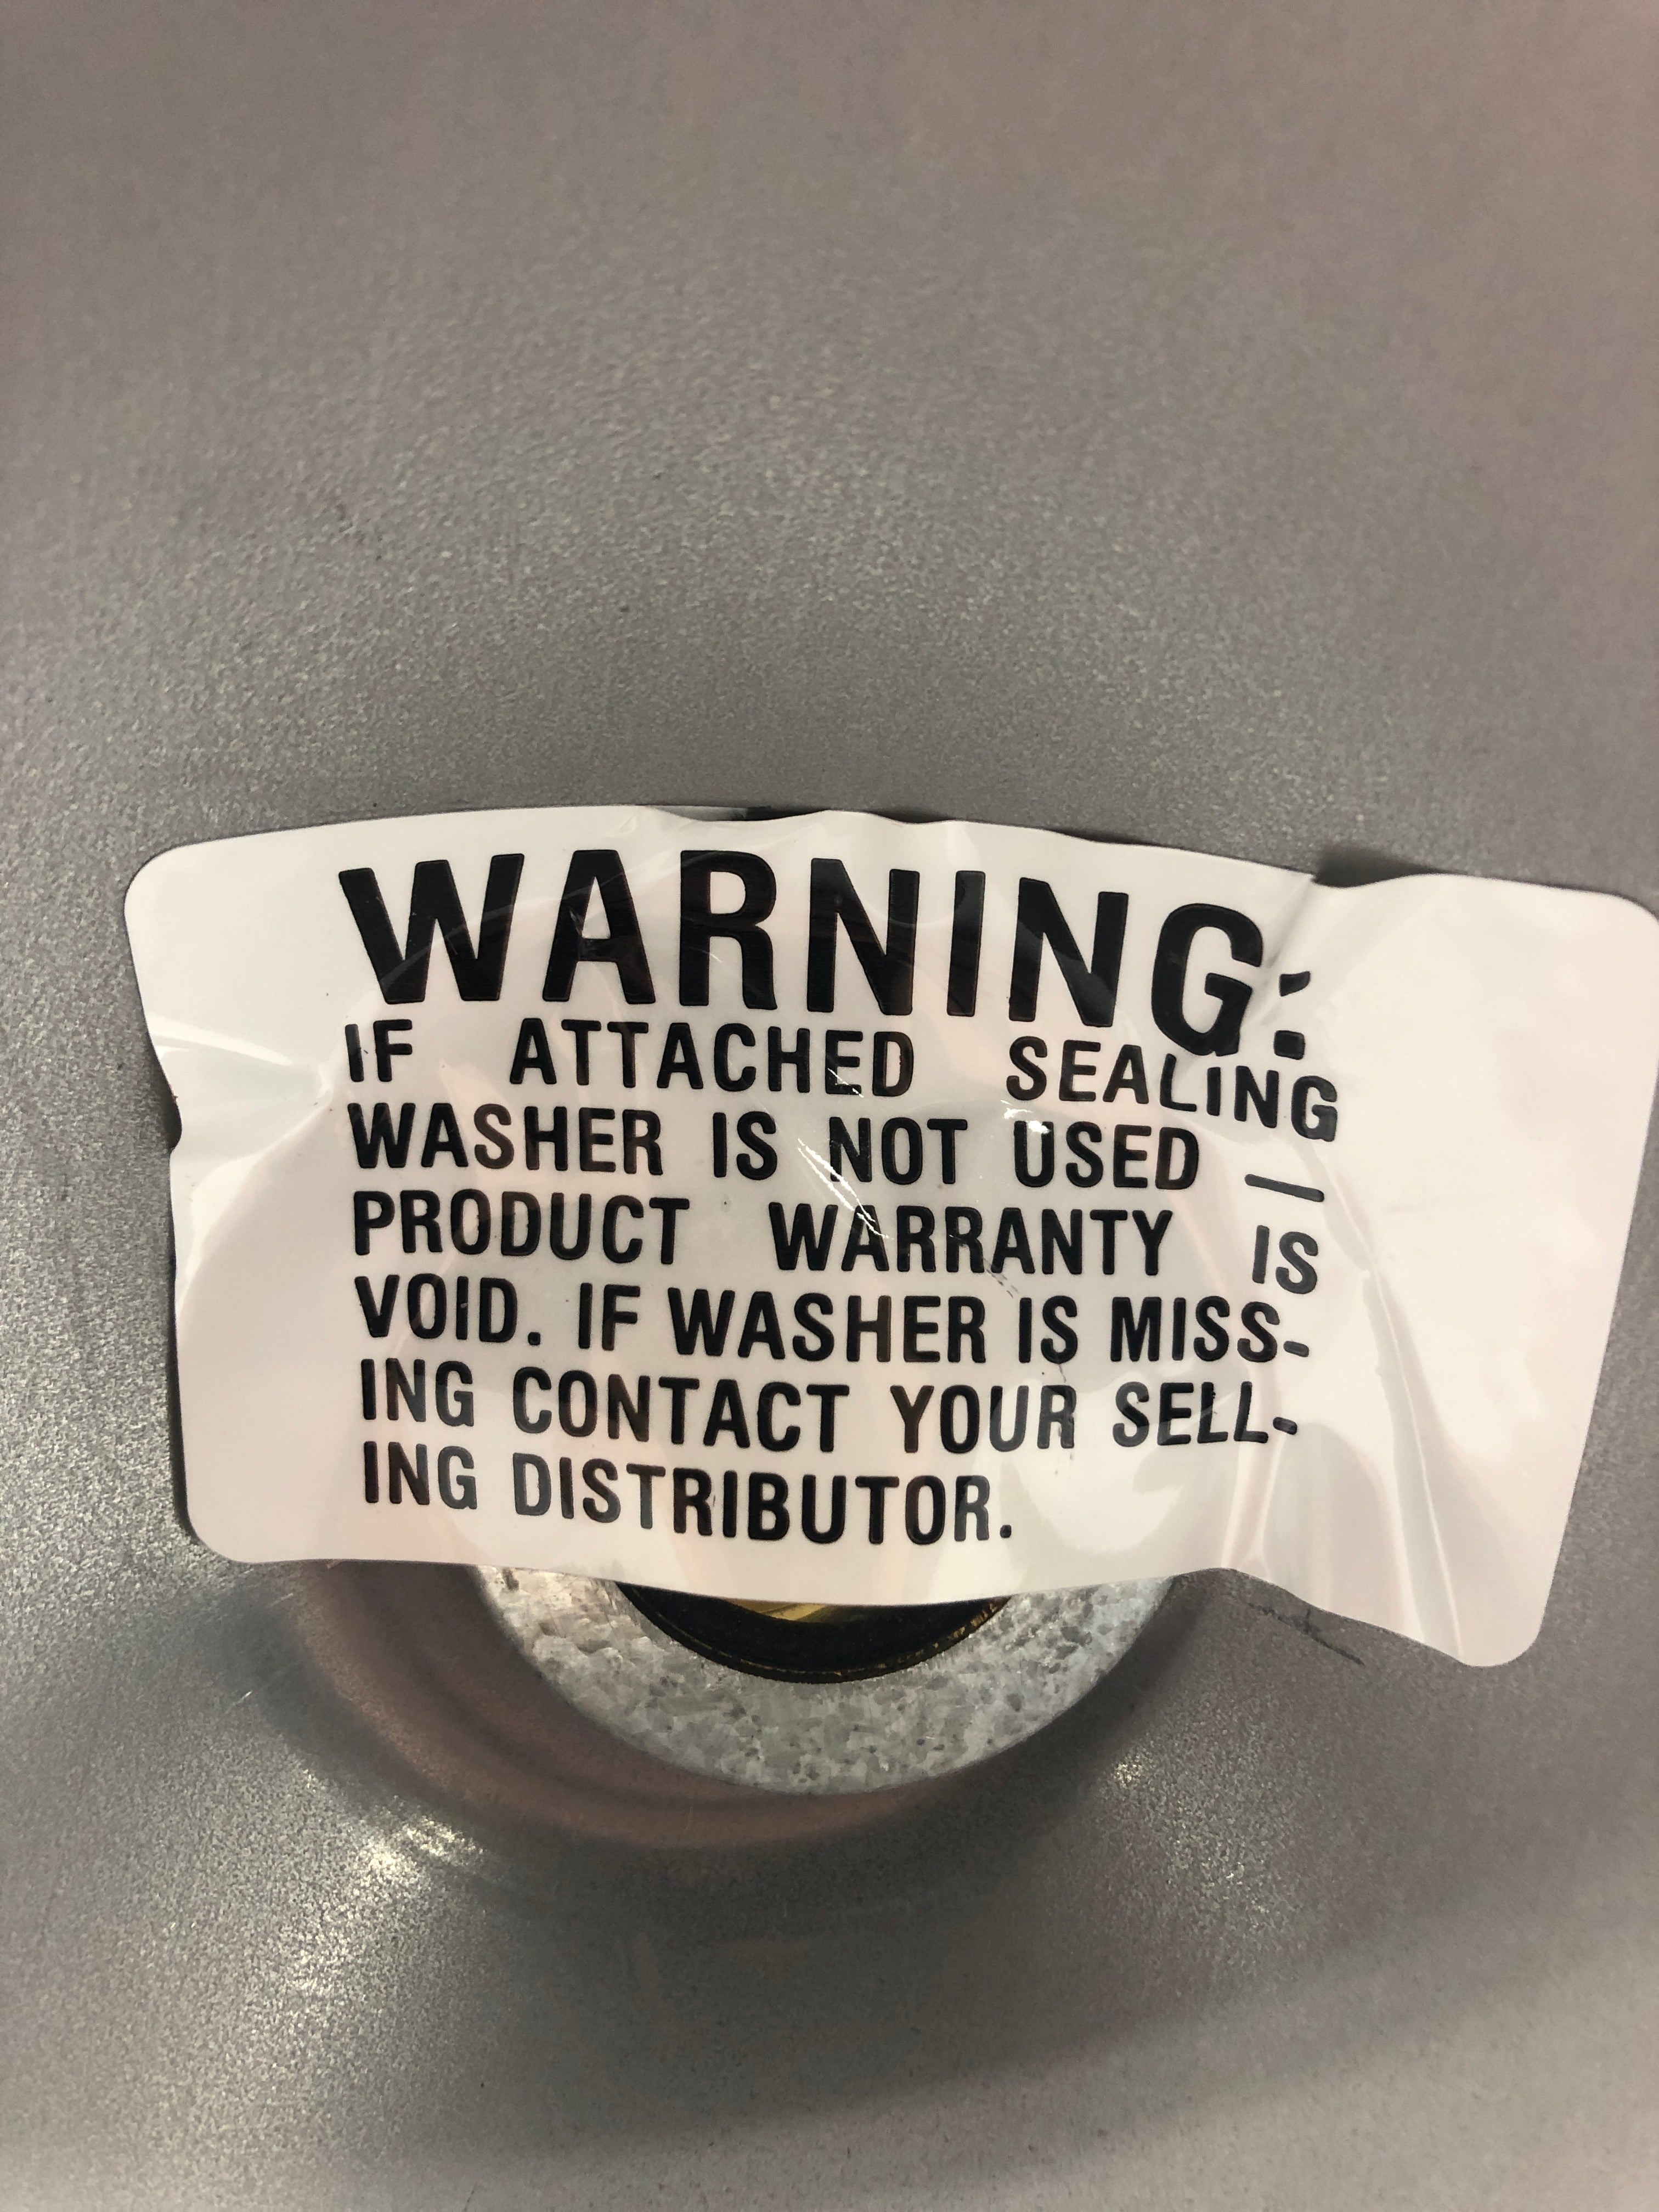 WARNING:
IF ATTACHED SEALING
WASHER IS NOT USED —
PRODUCT WARRANTY IS
VOID. IF WASHER IS MISS-
ING CONTACT YOUR SELL-
ING DISTRIBUTOR.